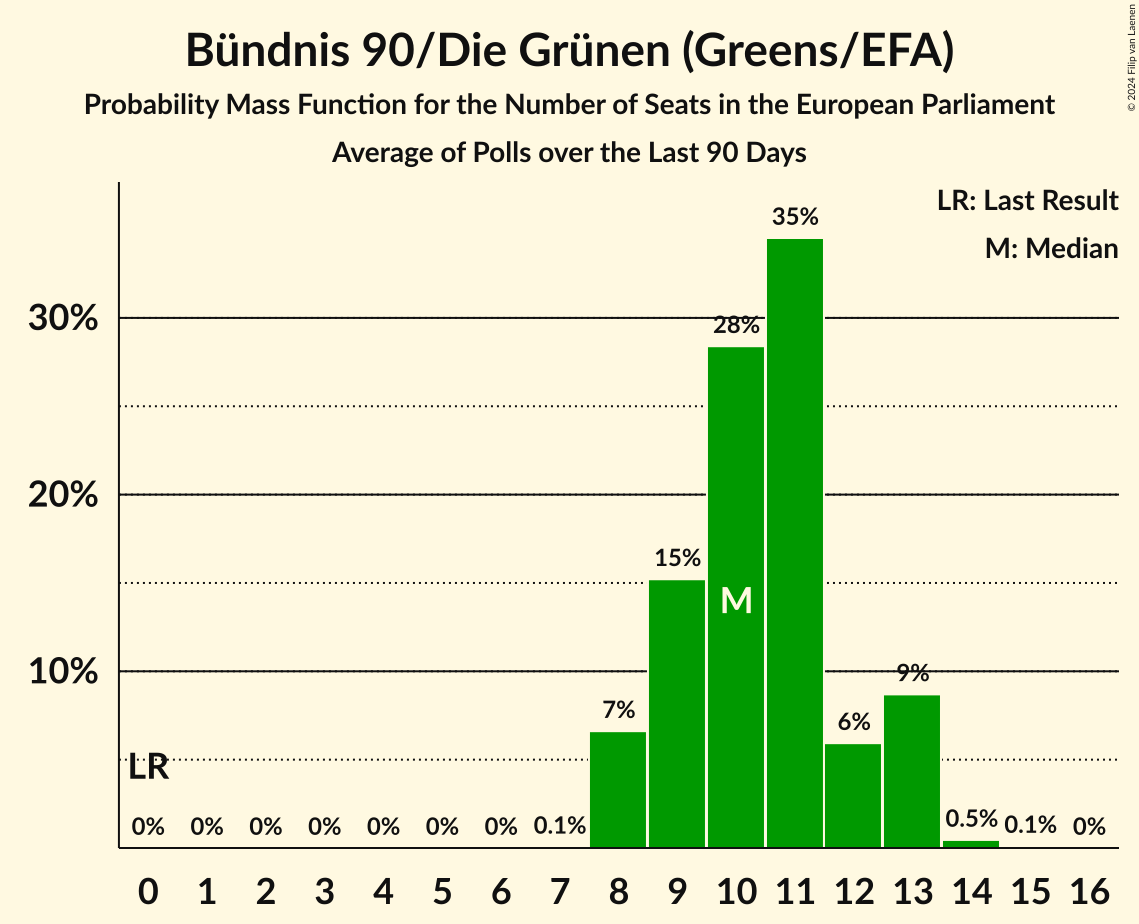 Bündnis 90/Die Grünen (Greens/EFA)
Probability Mass Function for the Number of Seats in the European Parliament
Average of Polls over the Last 90 Days
© 2024 Filip van Laenen
LR: Last Result
M: Median
35%
30%
28%
20%
15%
M
10%
9%
7%
6%
LR
0% 0% 0% 0% 0% 0% 0% 0.1% 0.5% 0.1% 0%
0 1 2 3 4 5 6 7 8 9 10 11 12 13 14 15 16